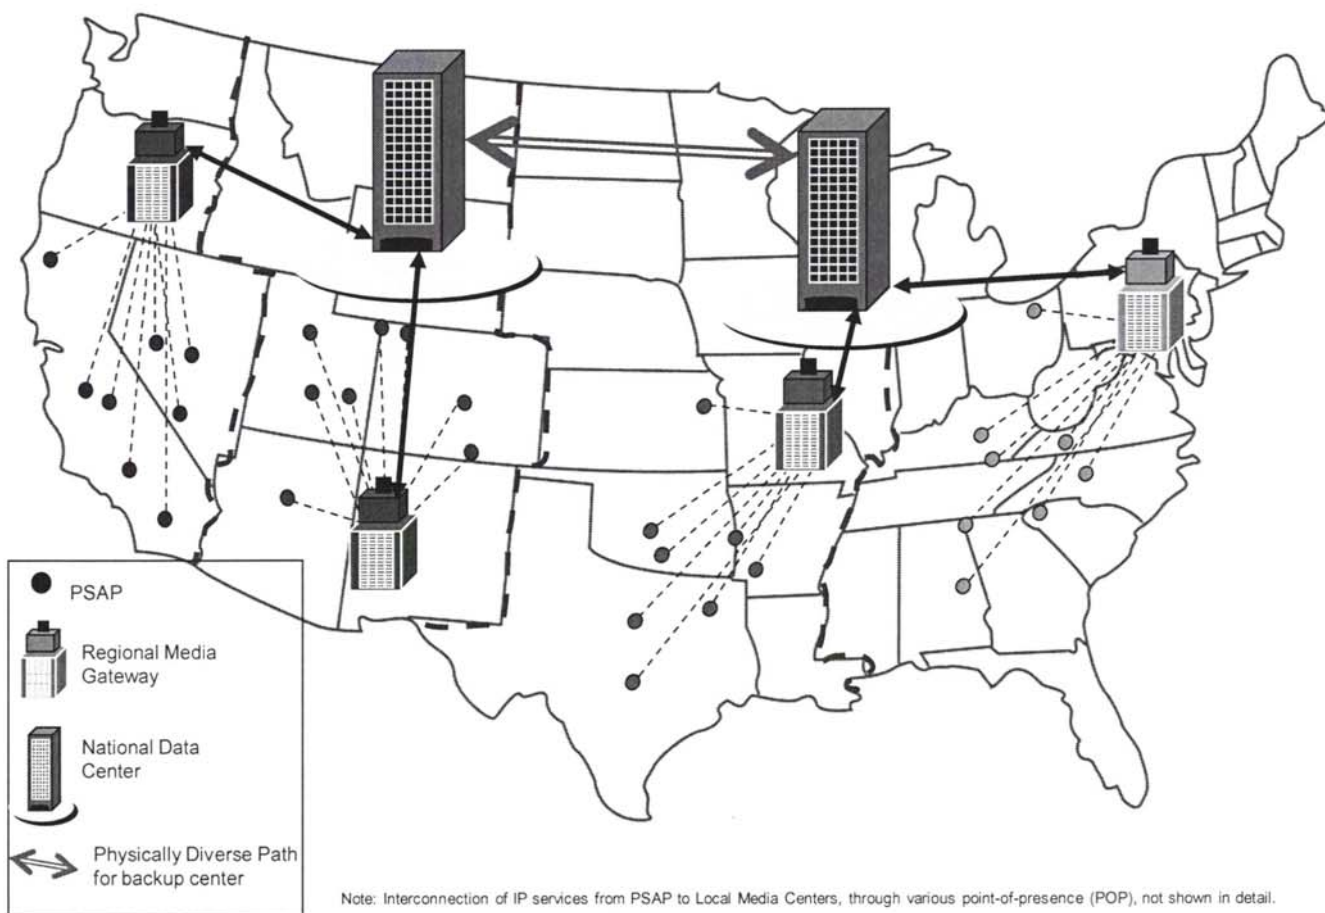 PSAP
Regional Media
Gateway
National Data
Center
Physically Diverse Path
for backup center
Note: Interconnection of IP services from PSAP to Local Media Centers, through various point-of-presence (POP), not shown in detail.